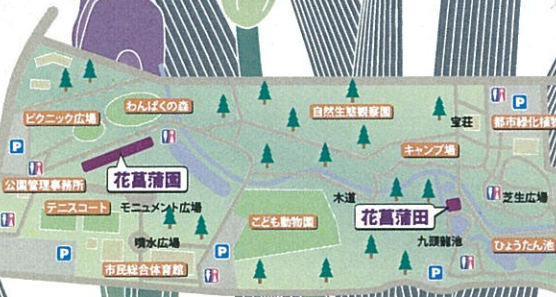 わんぱくの森
ピクニック広場
自然生態観察園
宝荘
P
都市緑化植物
キャンプ場
P
花菖蒲園
公園管理事務所
テニスコート
モニュメント広場
こども動物園
木道
花菖蒲田
芝生広場
噴水広場
P
P
九頭龍池
ひょうたん池
市民総合体育館
P